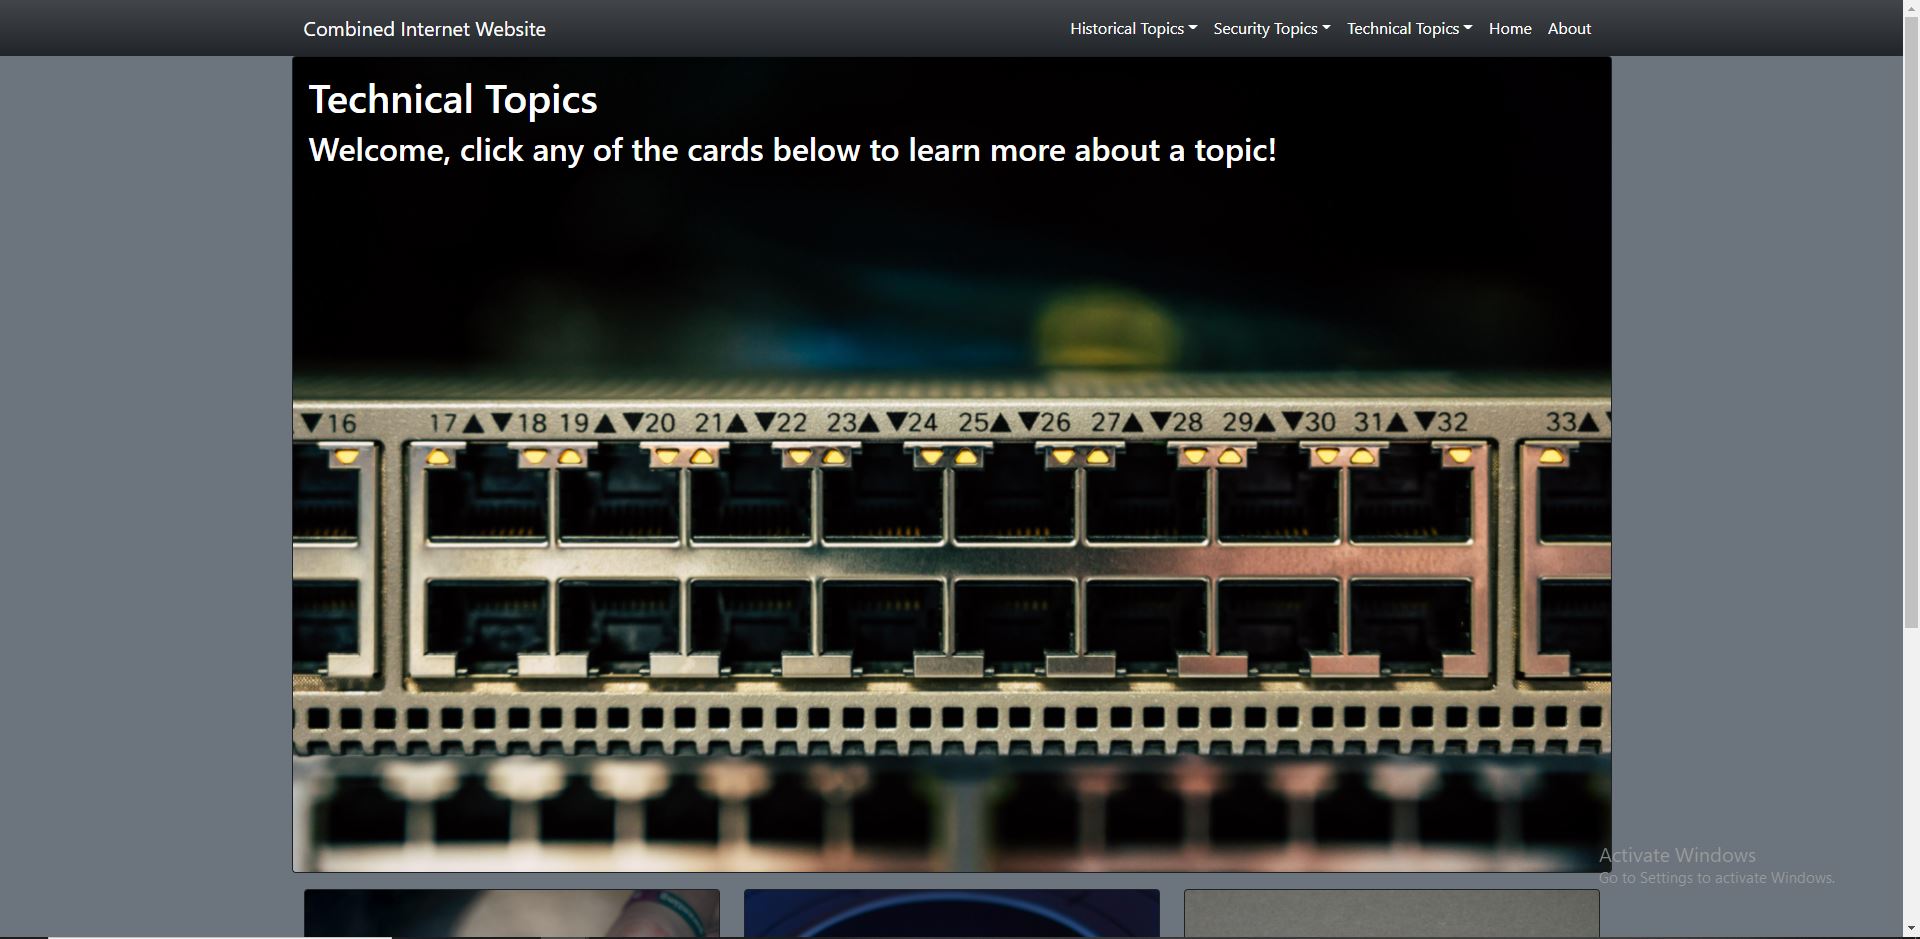 Combined Internet Website
Historical Topics Security Topics Technical Topics Home About
Technical Topics
Welcome, click any of the cards below to learn more about a topic!
▼16 17▲▼18 19▲▼20 21▲▼22 23▲▼24 25▲▼26 27▲▼28 29▲▼30 31▲▼32 33▲
Activate Windows
Go to Settings to activate Windows.